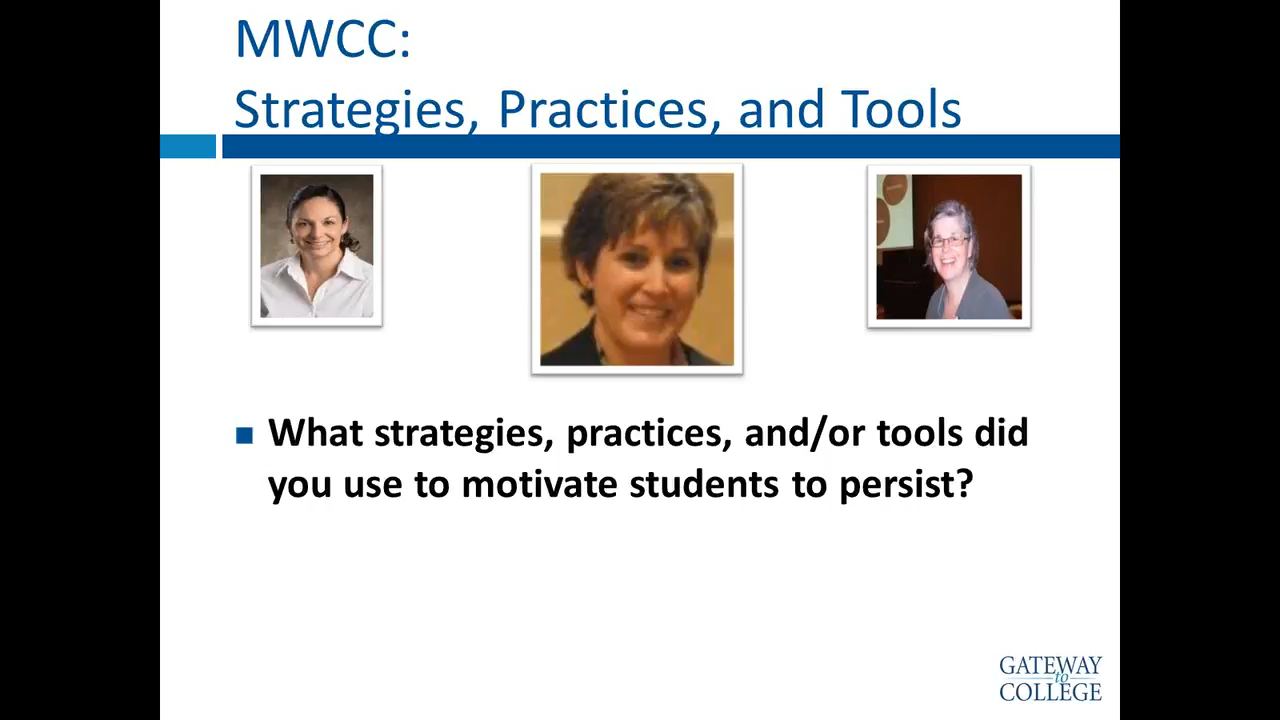 MWCC:
Strategies, Practices, and Tools
What strategies, practices, and/or tools did
you use to motivate students to persist?
GATEWAY
to
COLLEGE